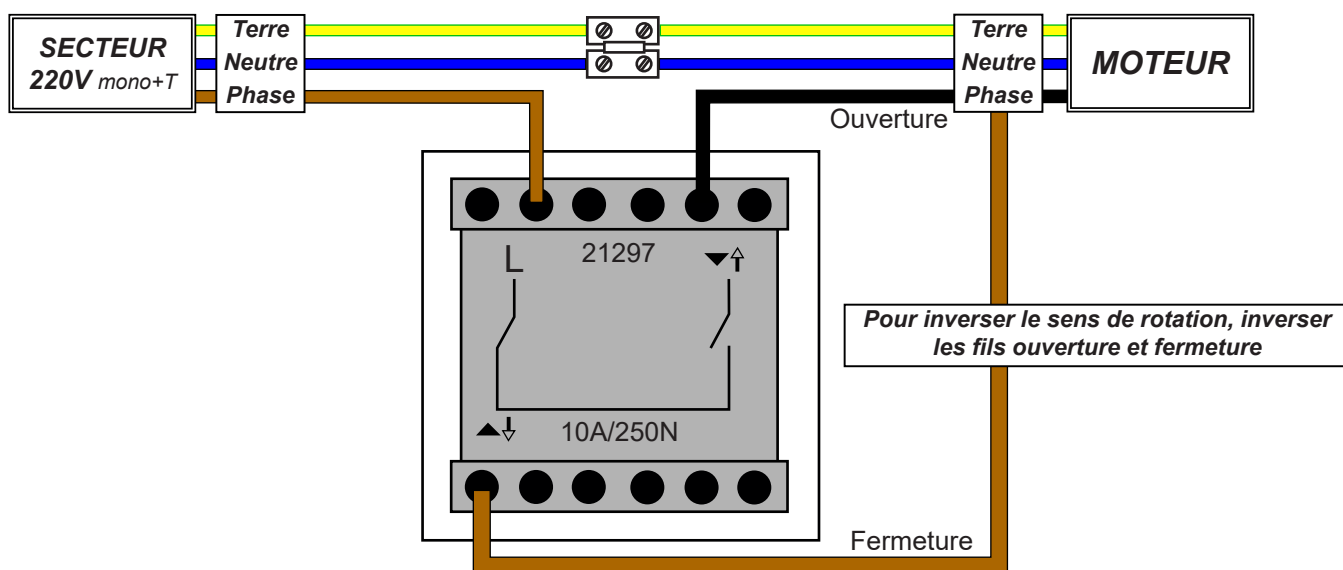 SECTEUR
220V mono+T
Terre
Neutre
Phase
Terre
Neutre
Phase
MOTEUR
Ouverture
L
21297
10A/250N
Pour inverser le sens de rotation, inverser
les fils ouverture et fermeture
Fermeture